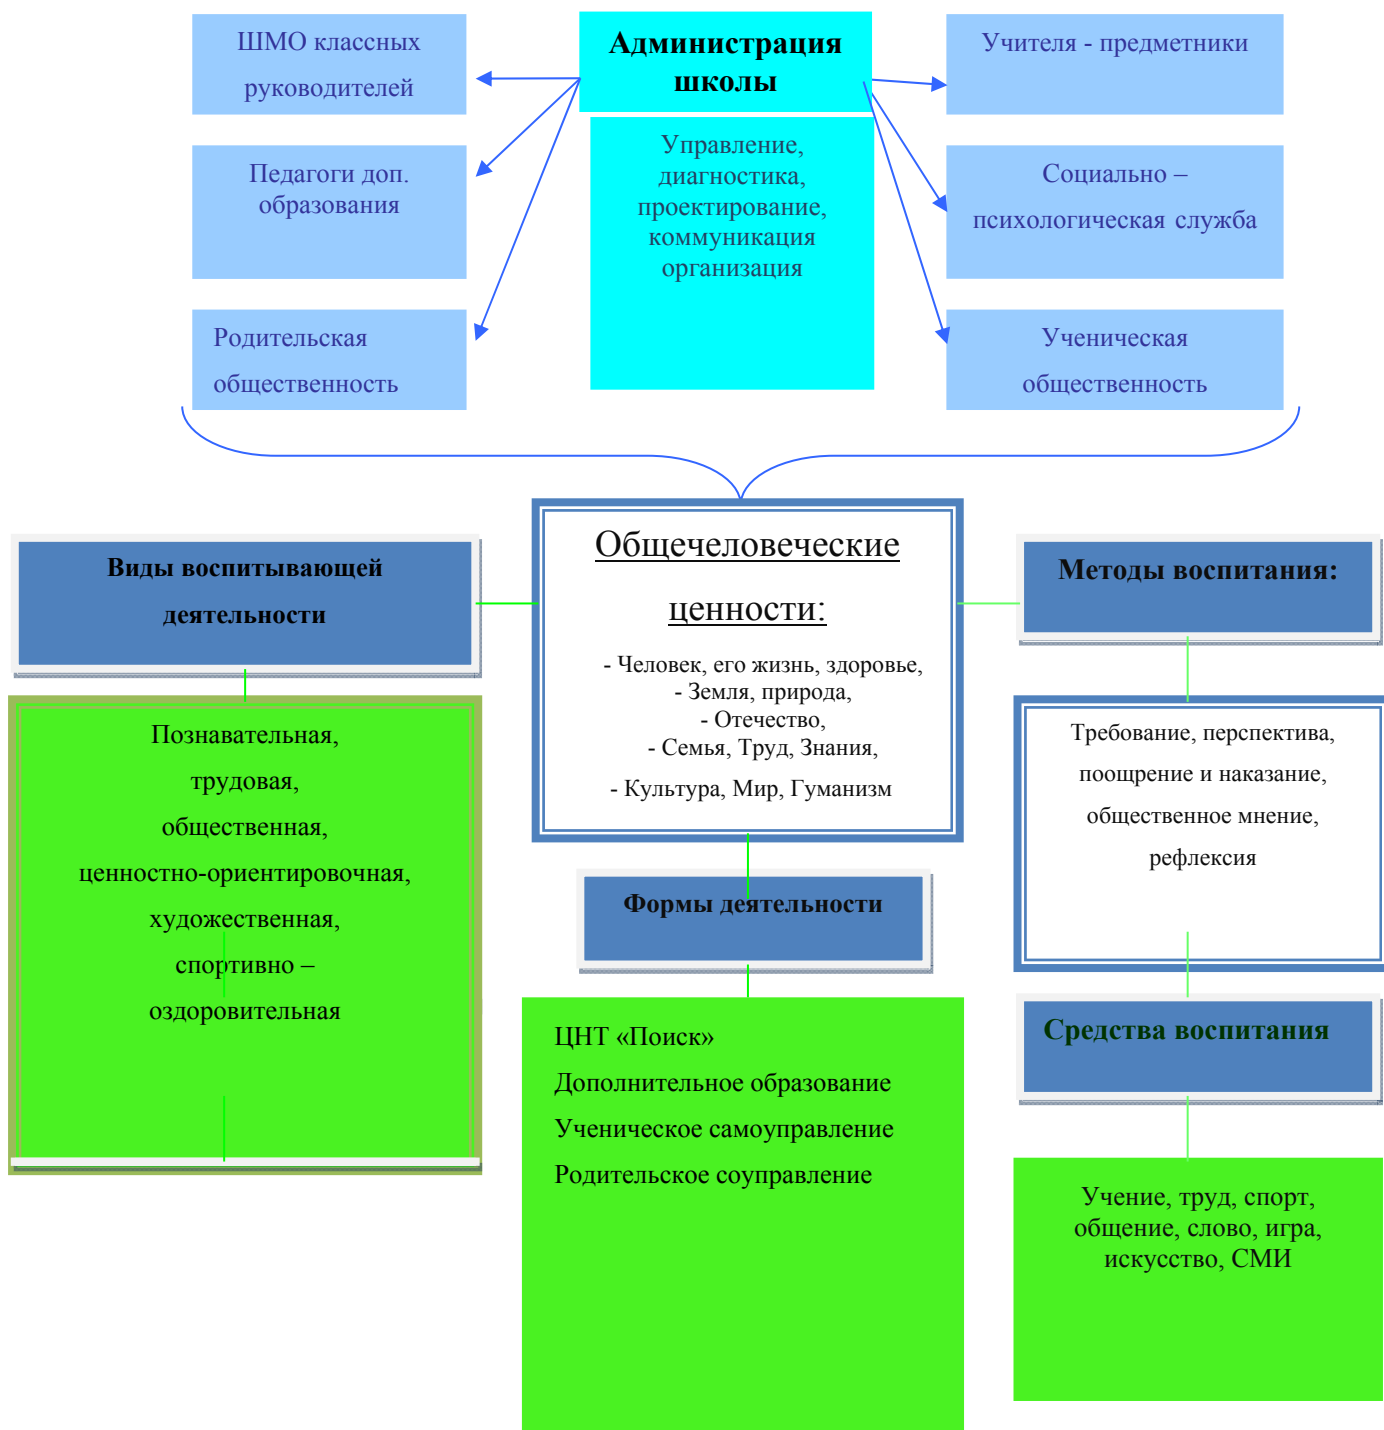 ШМО классных
руководителей
Администрация
школы
Учителя - предметники
Педагоги доп.
образования
Управление,
диагностика,
проектирование,
коммуникация
организация
Социально –
психологическая служба
Родительская
общественность
Ученическая
общественность
Общечеловеческие
ценности:
- Человек, его жизнь, здоровье,
- Земля, природа,
- Отечество,
- Семья, Труд, Знания,
- Культура, Мир, Гуманизм
Виды воспитывающей
деятельности
Методы воспитания:
Познавательная,
трудовая,
общественная,
ценностно-ориентировочная,
художественная,
спортивно –
оздоровительная
Требование, перспектива,
поощрение и наказание,
общественное мнение,
рефлексия
Формы деятельности
ЦНТ «Поиск»
Дополнительное образование
Ученическое самоуправление
Родительское соуправление
Средства воспитания
Учение, труд, спорт,
общение, слово, игра,
искусство, СМИ